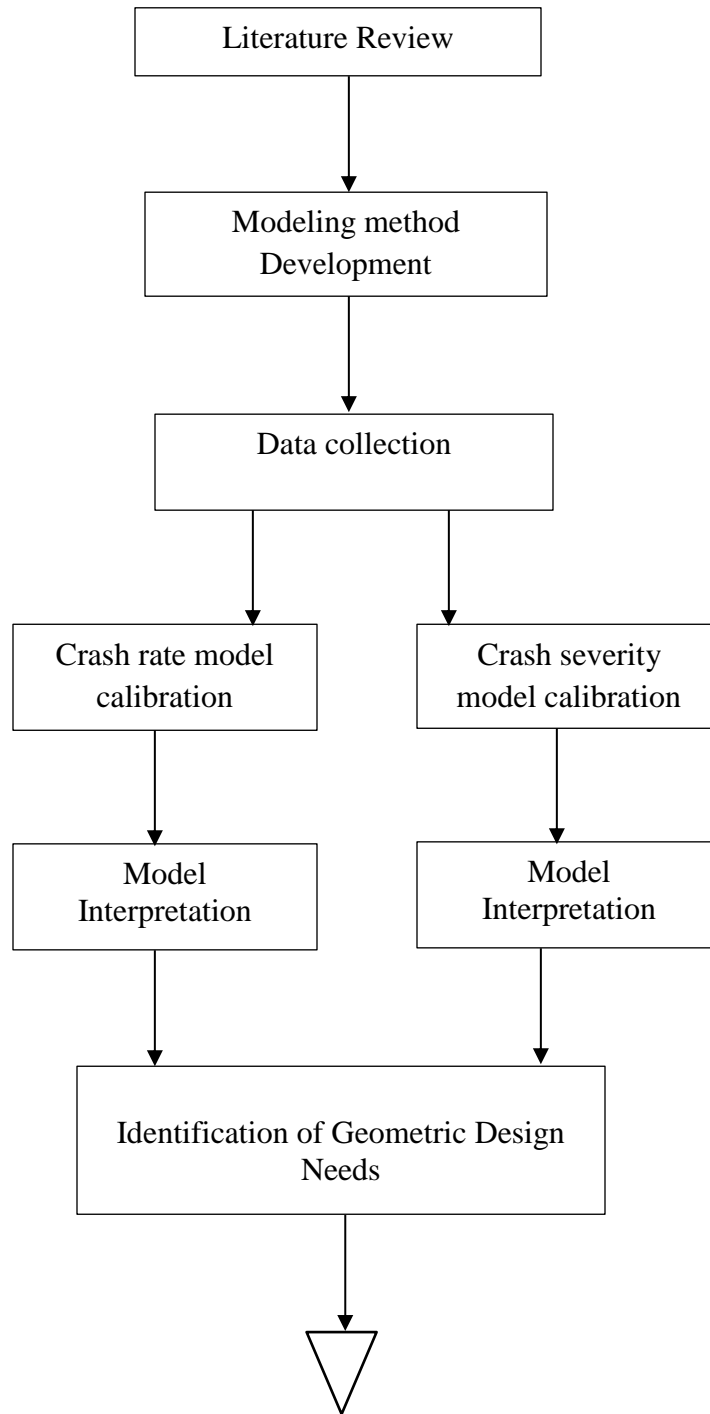 Literature Review
Modeling method
Development
Data collection
Crash rate model
calibration
Crash severity
model calibration
Model
Interpretation
Model
Interpretation
Identification of Geometric Design
Needs